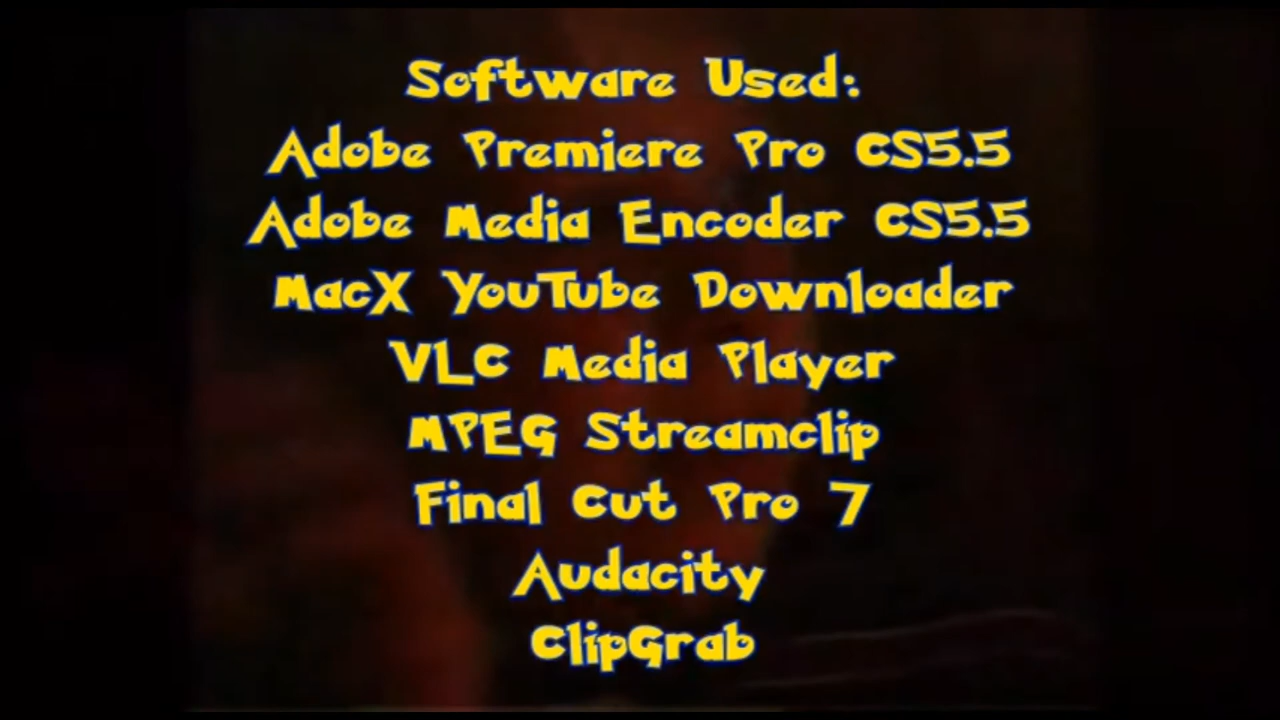 Software Used:
Adobe Premiere Pro CS5.5
Adobe Media Encoder CS5.5
MacX YouTube Downloader
VLC Media Player
MPEG Streamclip
Final Cut Pro 7
Audacity
ClipGrab